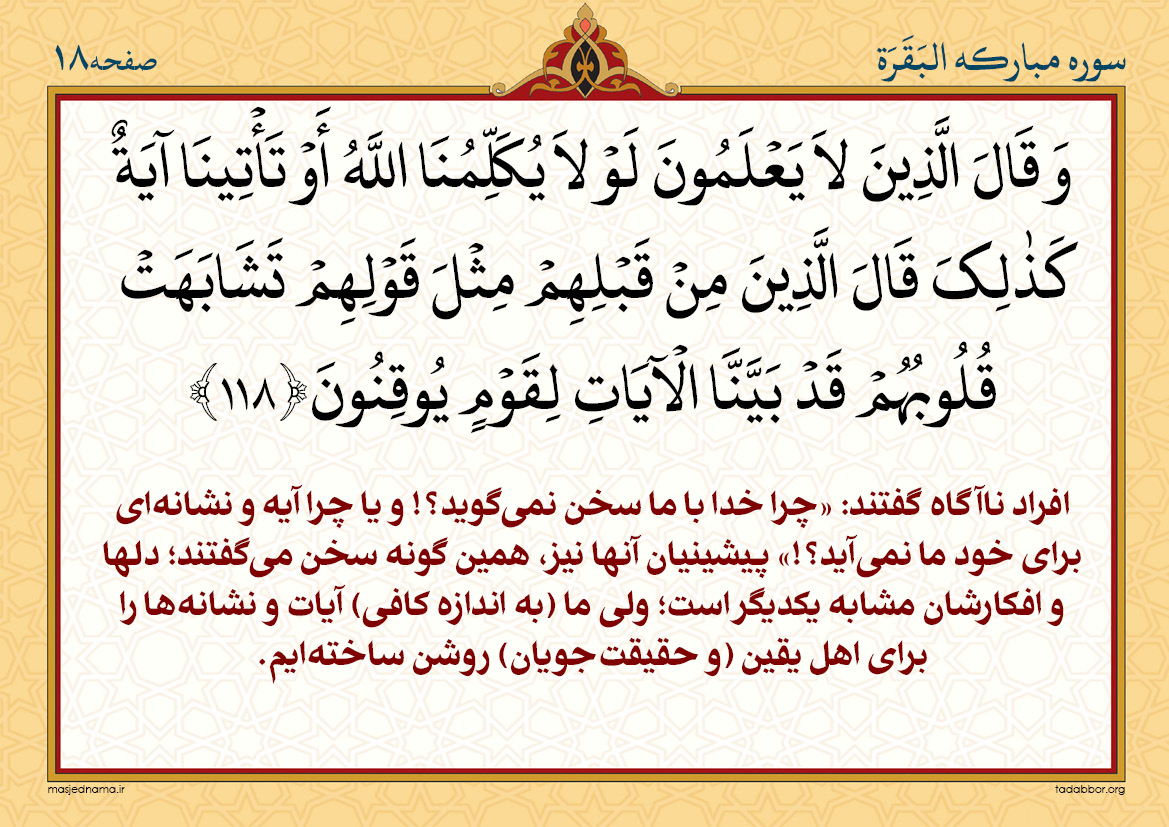 سوره مبارکه البَقَرَة
صفحه۱۸
وَ قَالَ الَّذِينَ لاَ يَعْلَمُونَ لَوْ لاَ يُکَلِّمُنَا اللَّهُ أَوْ تَأْتِينَا آيَةٌ
کَذٰلِکَ قَالَ الَّذِينَ مِنْ قَبْلِهِمْ مِثْلَ قَوْلِهِمْ تَشَابَهَتْ
قُلُوبُهُمْ قَدْ بَيَّنَّا الْآيَاتِ لِقَوْمٍ يُوقِنُونَ ﴿۱۱۸﴾
افراد ناآگاه گفتند: «چرا خدا با ما سخن نمی‌گوید؟! و یا چرا آیه و نشانه‌ای
برای خود ما نمی‌آید؟!» پیشینیان آنها نیز، همین گونه سخن می‌گفتند؛ دلها
و افکارشان مشابه یکدیگر است؛ ولی ما (به اندازه کافی) آیات و نشانه‌ها را
برای اهل یقین (و حقیقت‌جویان) روشن ساخته‌ایم.
masjednama.ir
tadabbor.org